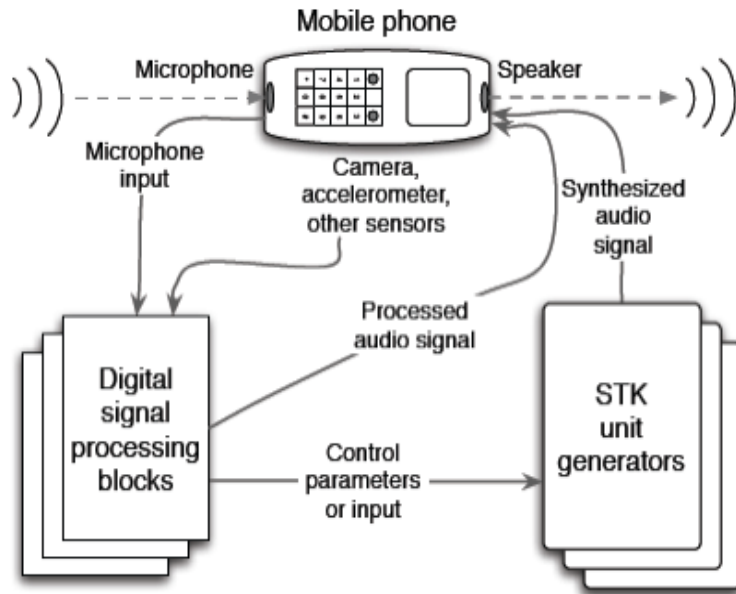 Mobile phone
Microphone
Speaker
Microphone
input
Camera,
accelerometer,
other sensors
Synthesized
audio
signal
Processed
audio signal
Digital
signal
processing
blocks
STK
unit
generators
Control
parameters
or input